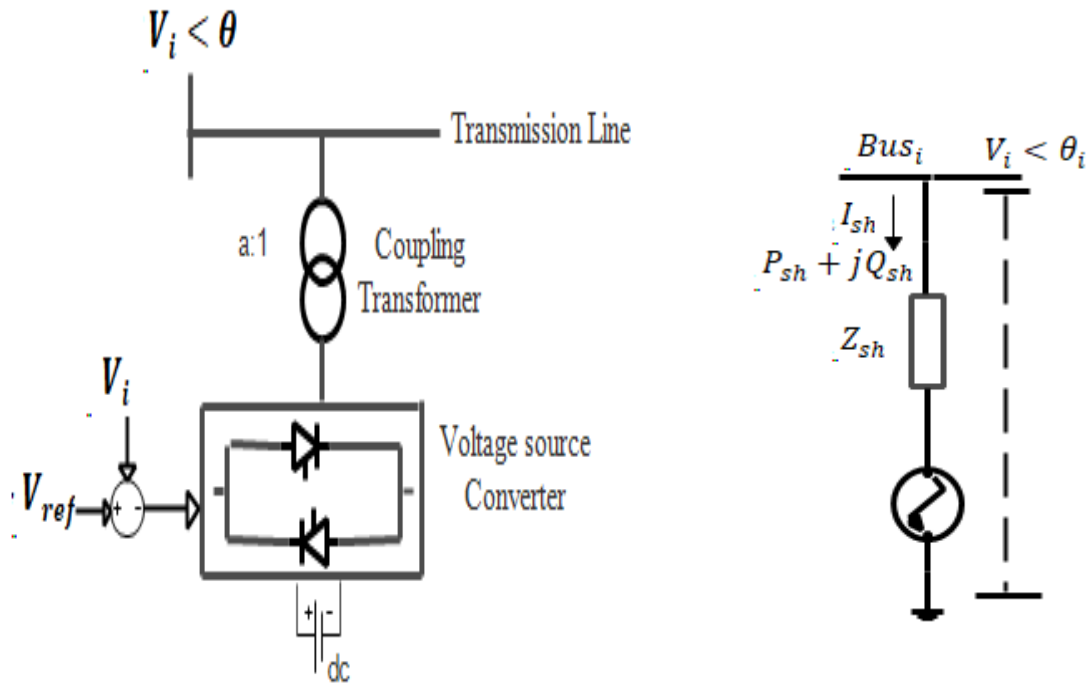 V_i < θ
Transmission Line
a:1
Coupling
Transformer
V_i
V_ref
+ -
Voltage source
Converter
+ -
dc
Bus_i
V_i < θ_i
I_sh
P_sh + jQ_sh
Z_sh